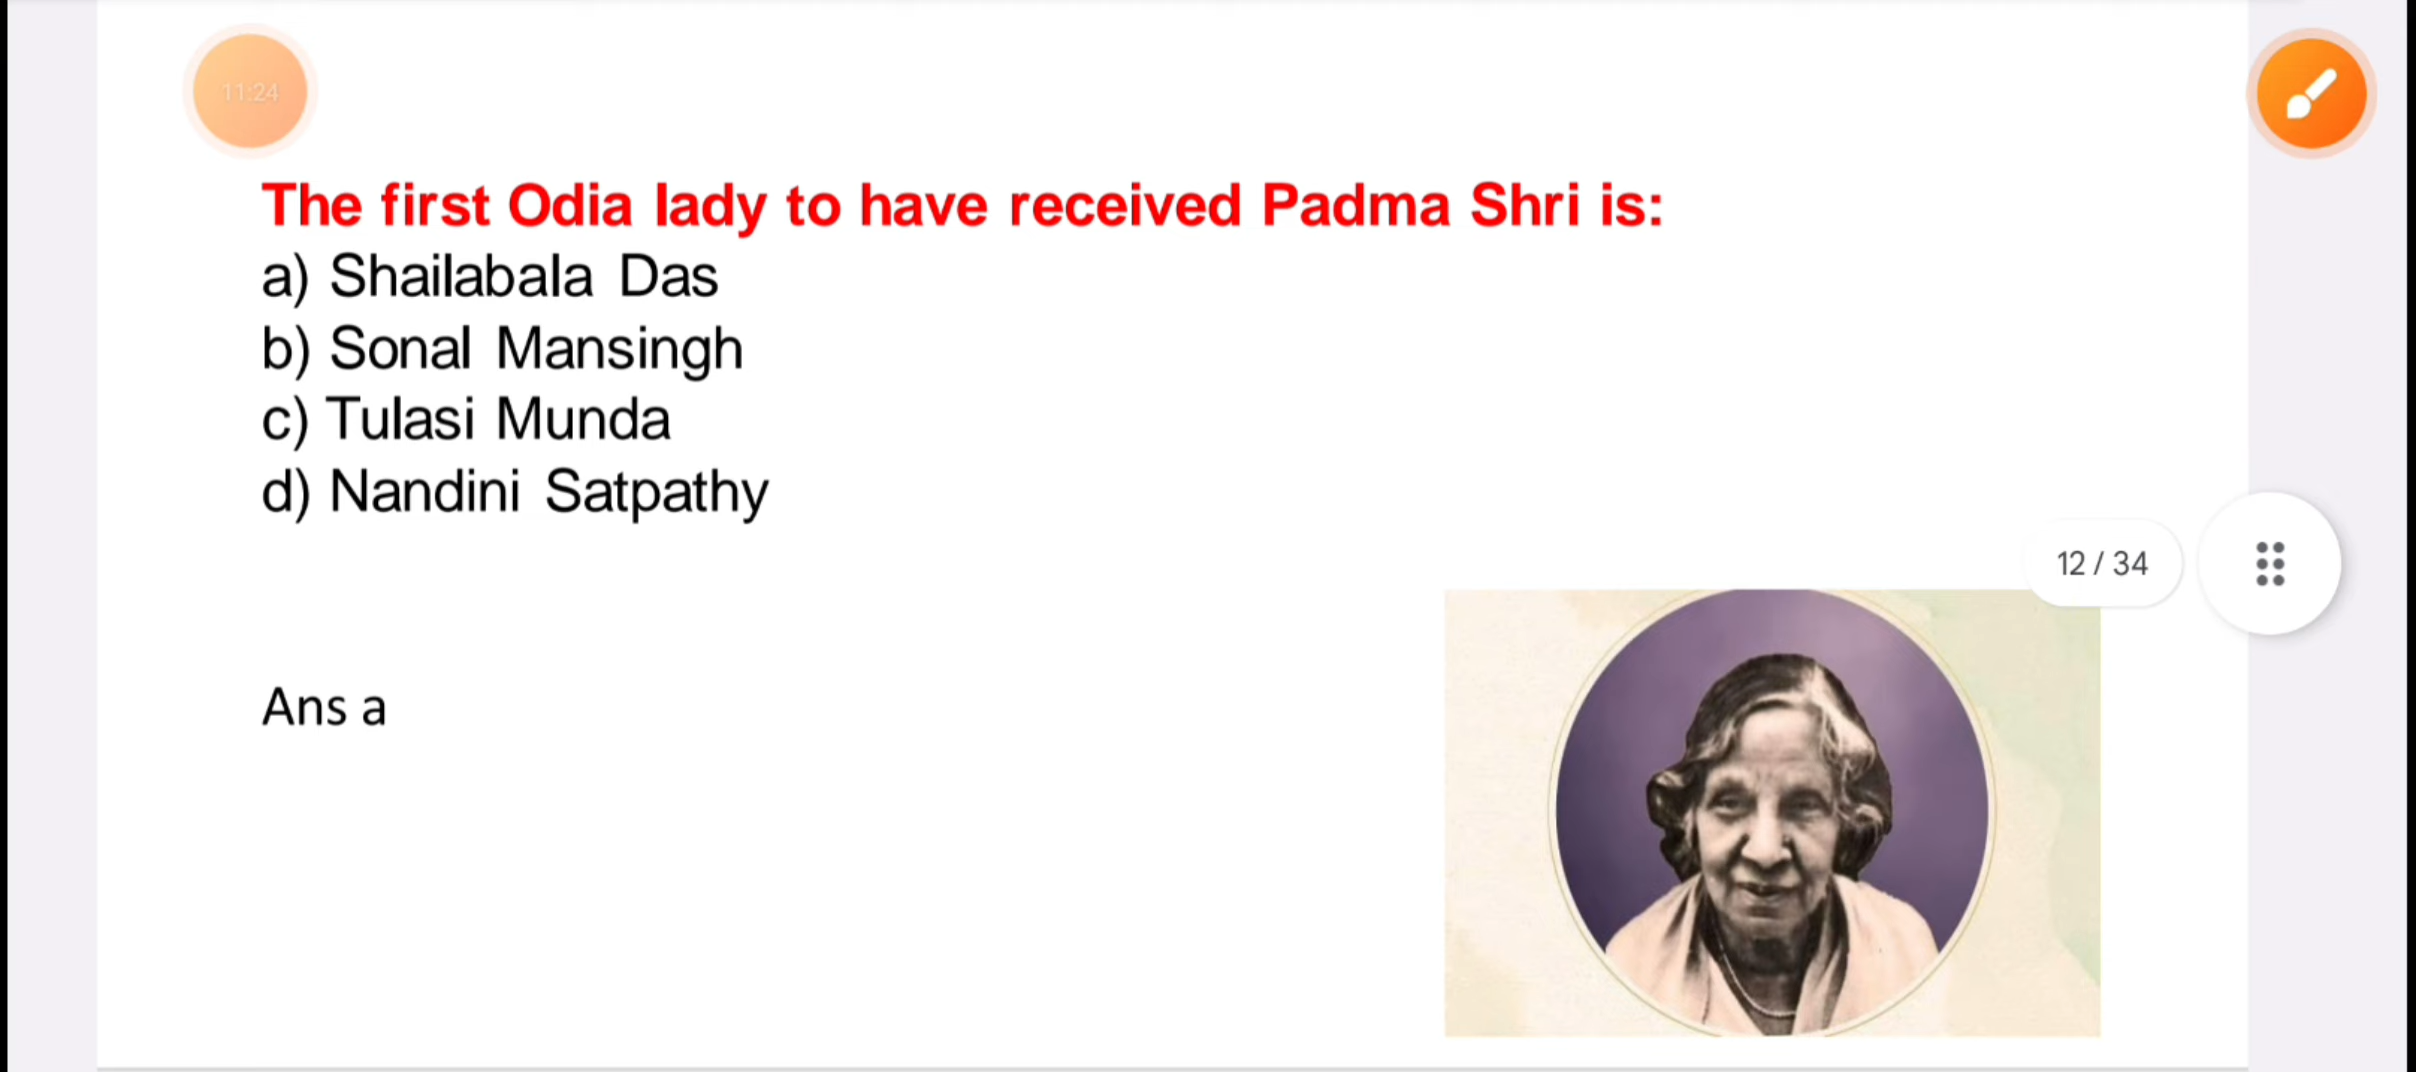 11:24
The first Odia lady to have received Padma Shri is:
a) Shailabala Das
b) Sonal Mansingh
c) Tulasi Munda
d) Nandini Satpathy
12 / 34
Ans a